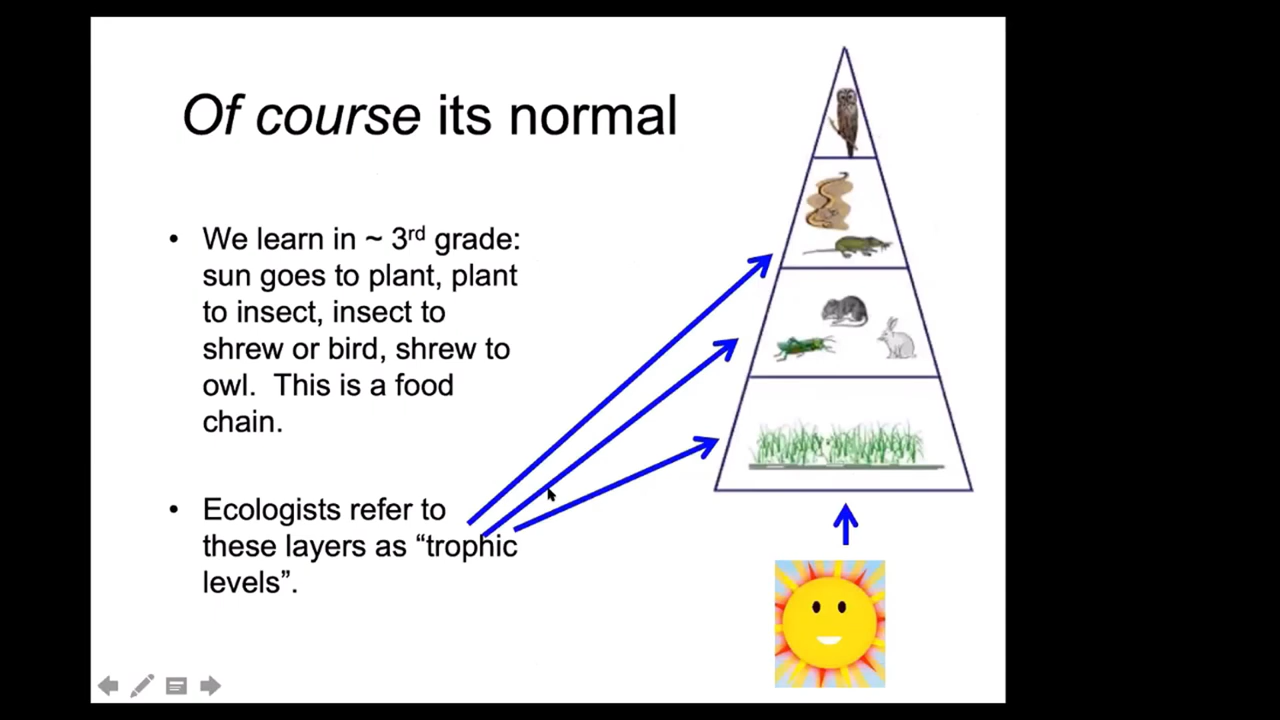 Of course its normal
• We learn in ~ 3rd grade:
sun goes to plant, plant
to insect, insect to
shrew or bird, shrew to
owl.  This is a food
chain.
• Ecologists refer to
these layers as “trophic
levels”.